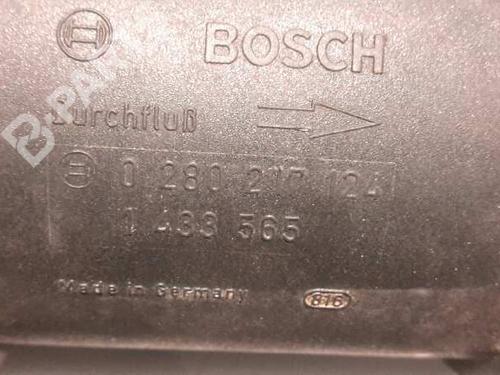 BOSCH
Durchfluß
0 280 217 124
1 433 565
Made in Germany
816